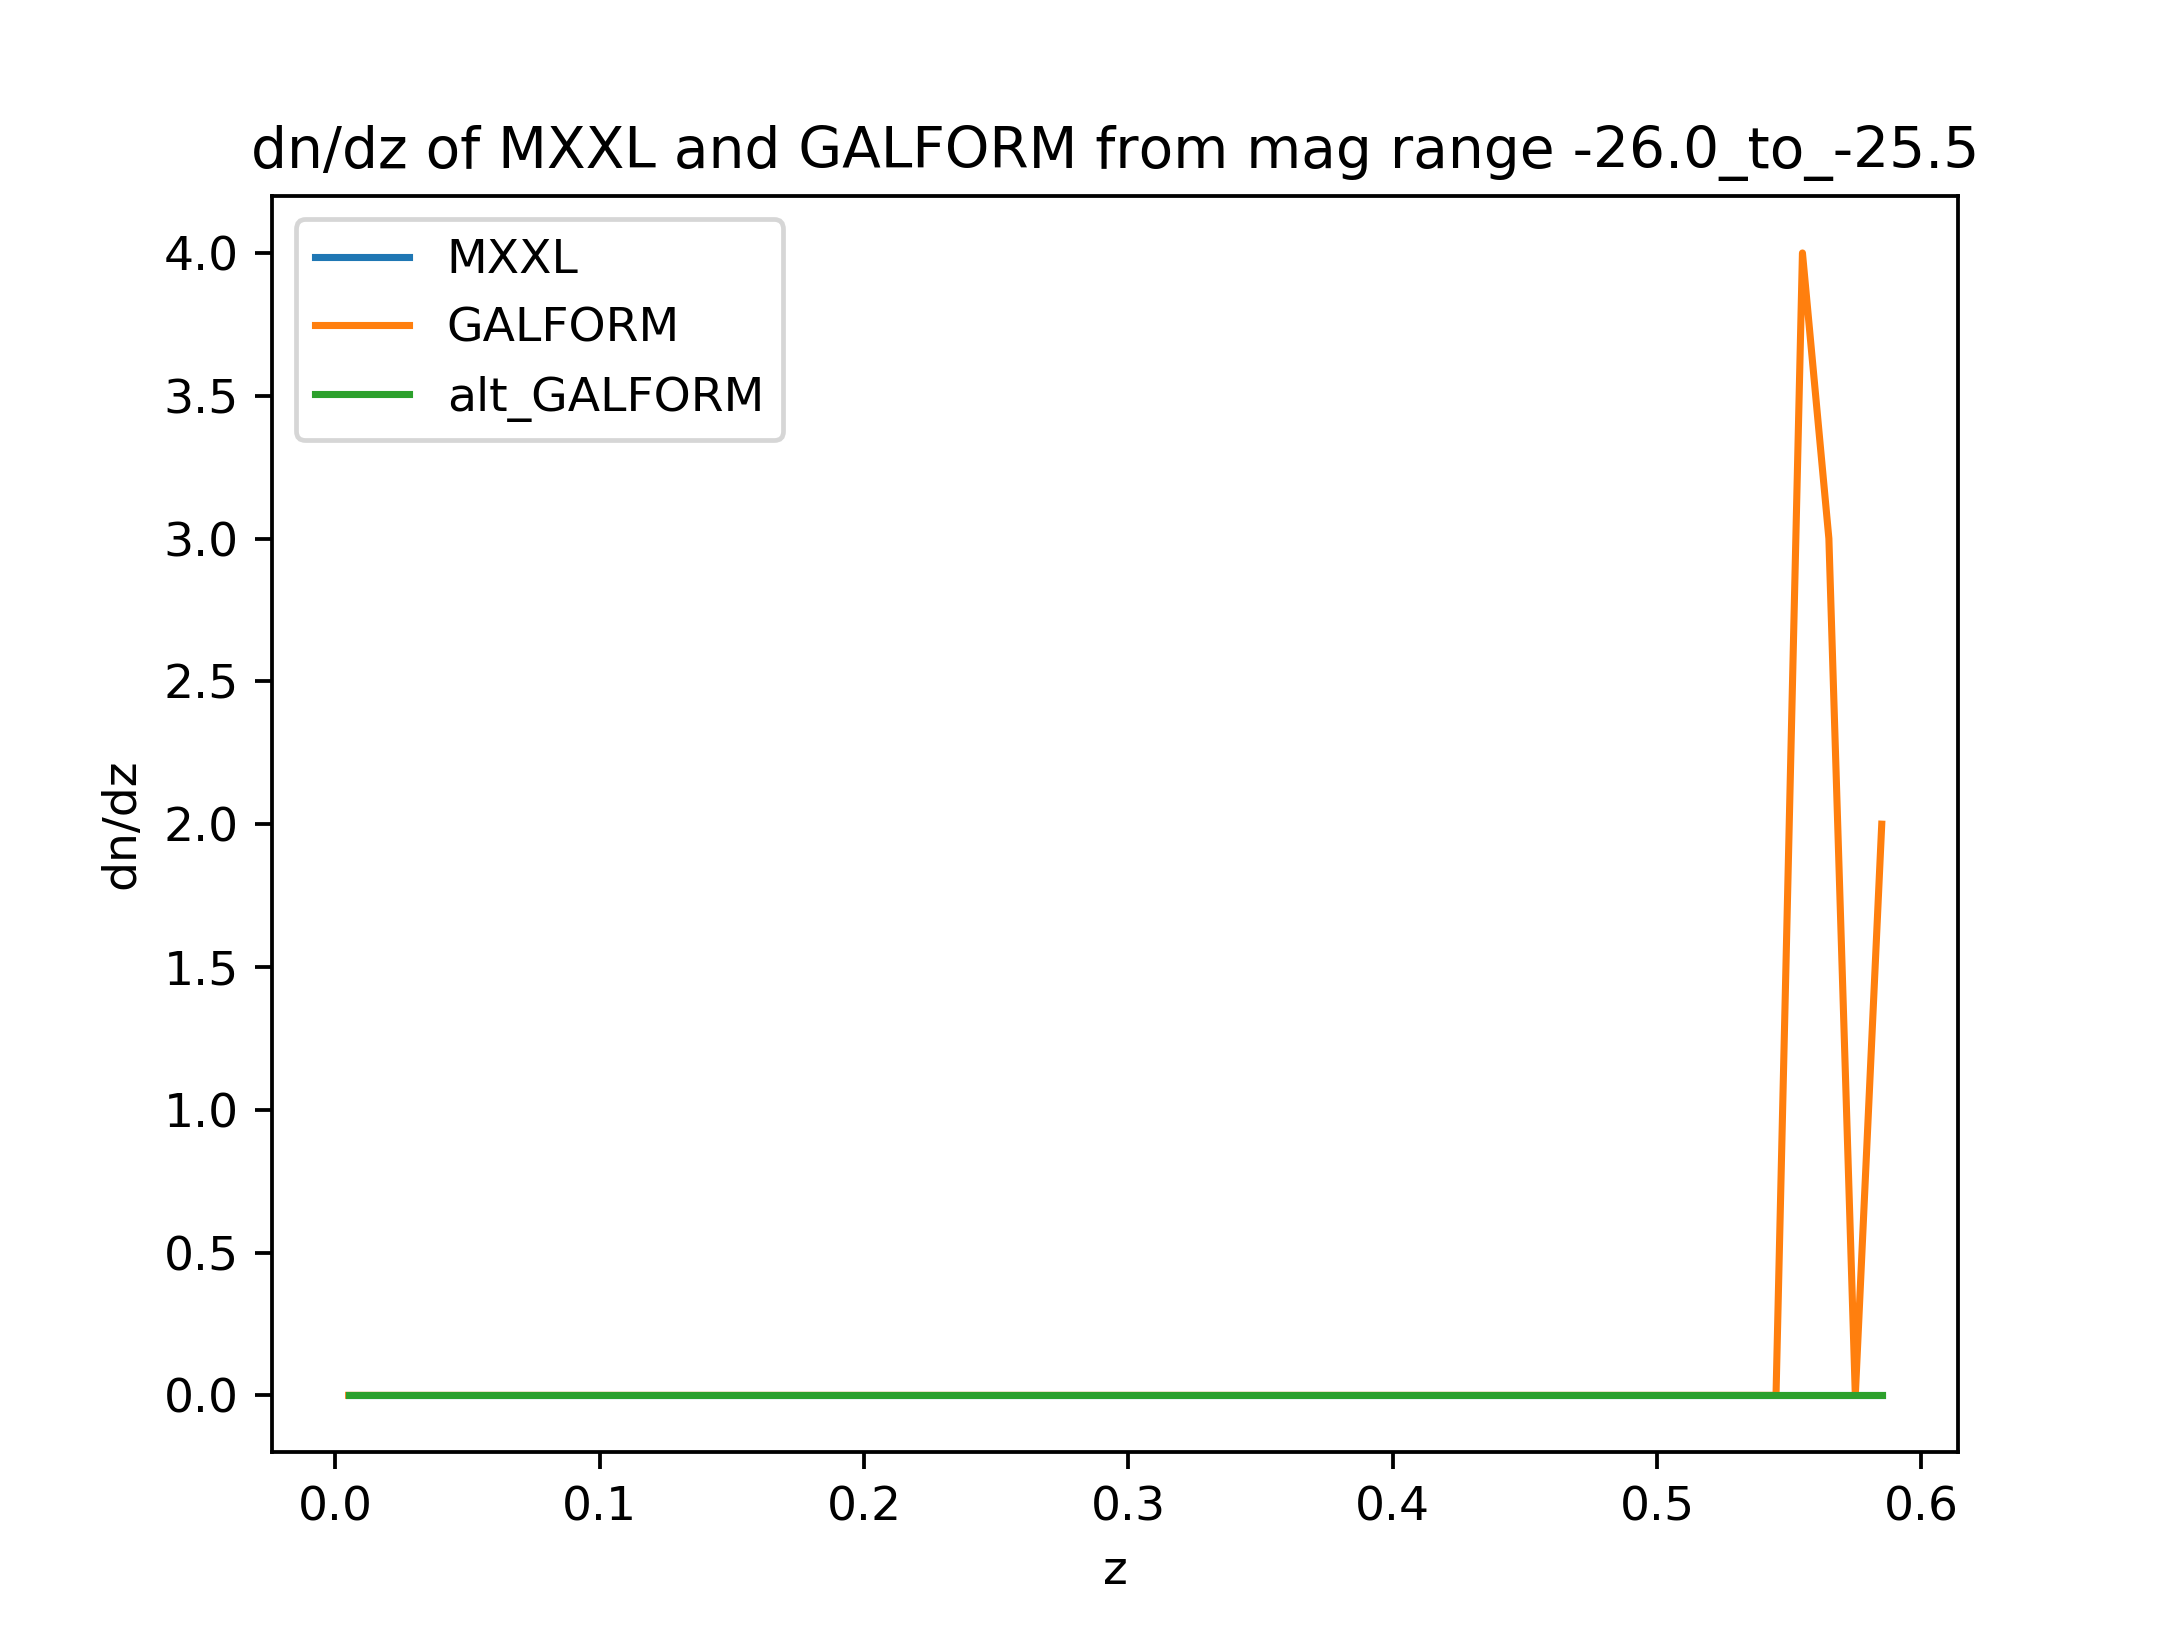 dn/dz of MXXL and GALFORM from mag range -26.0_to_-25.5
MXXL
GALFORM
alt_GALFORM
4.0
3.5
3.0
2.5
2.0
1.5
1.0
0.5
0.0
dn/dz
0.0 0.1 0.2 0.3 0.4 0.5 0.6
z